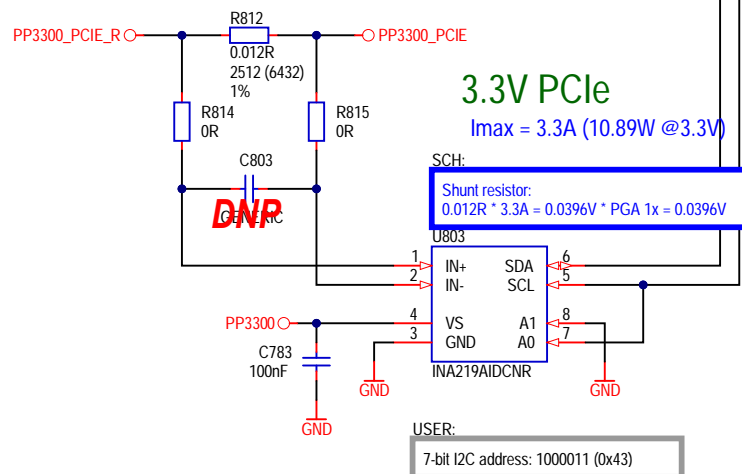 R812
PP3300_PCIE_R
PP3300_PCIE
0.012R
2512 (6432)
1%
3.3V PCIe
Imax = 3.3A (10.89W @3.3V)
R814
0R
R815
0R
C803
DNP
GENERIC
SCH:
Shunt resistor:
0.012R * 3.3A = 0.0396V * PGA 1x = 0.0396V
U803
1
IN+
SDA
6
2
IN-
SCL
5
PP3300
4
VS
A1
8
3
GND
A0
7
C783
100nF
INA219AIDCNR
GND
GND
GND
USER:
7-bit I2C address: 1000011 (0x43)